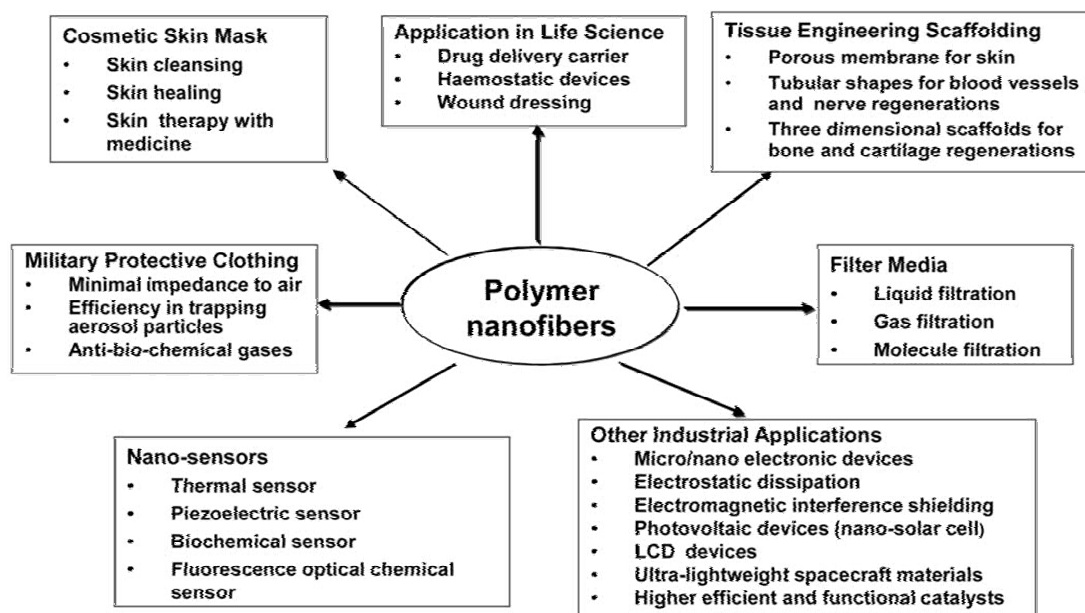 Cosmetic Skin Mask
• Skin cleansing
• Skin healing
• Skin therapy with
medicine
Application in Life Science
• Drug delivery carrier
• Haemostatic devices
• Wound dressing
Tissue Engineering Scaffolding
• Porous membrane for skin
• Tubular shapes for blood vessels
and nerve regenerations
• Three dimensional scaffolds for
bone and cartilage regenerations
Military Protective Clothing
• Minimal impedance to air
• Efficiency in trapping
aerosol particles
• Anti-bio-chemical gases
Polymer
nanofibers
Filter Media
• Liquid filtration
• Gas filtration
• Molecule filtration
Nano-sensors
• Thermal sensor
• Piezoelectric sensor
• Biochemical sensor
• Fluorescence optical chemical
sensor
Other Industrial Applications
• Micro/nano electronic devices
• Electrostatic dissipation
• Electromagnetic interference shielding
• Photovoltaic devices (nano-solar cell)
• LCD devices
• Ultra-lightweight spacecraft materials
• Higher efficient and functional catalysts